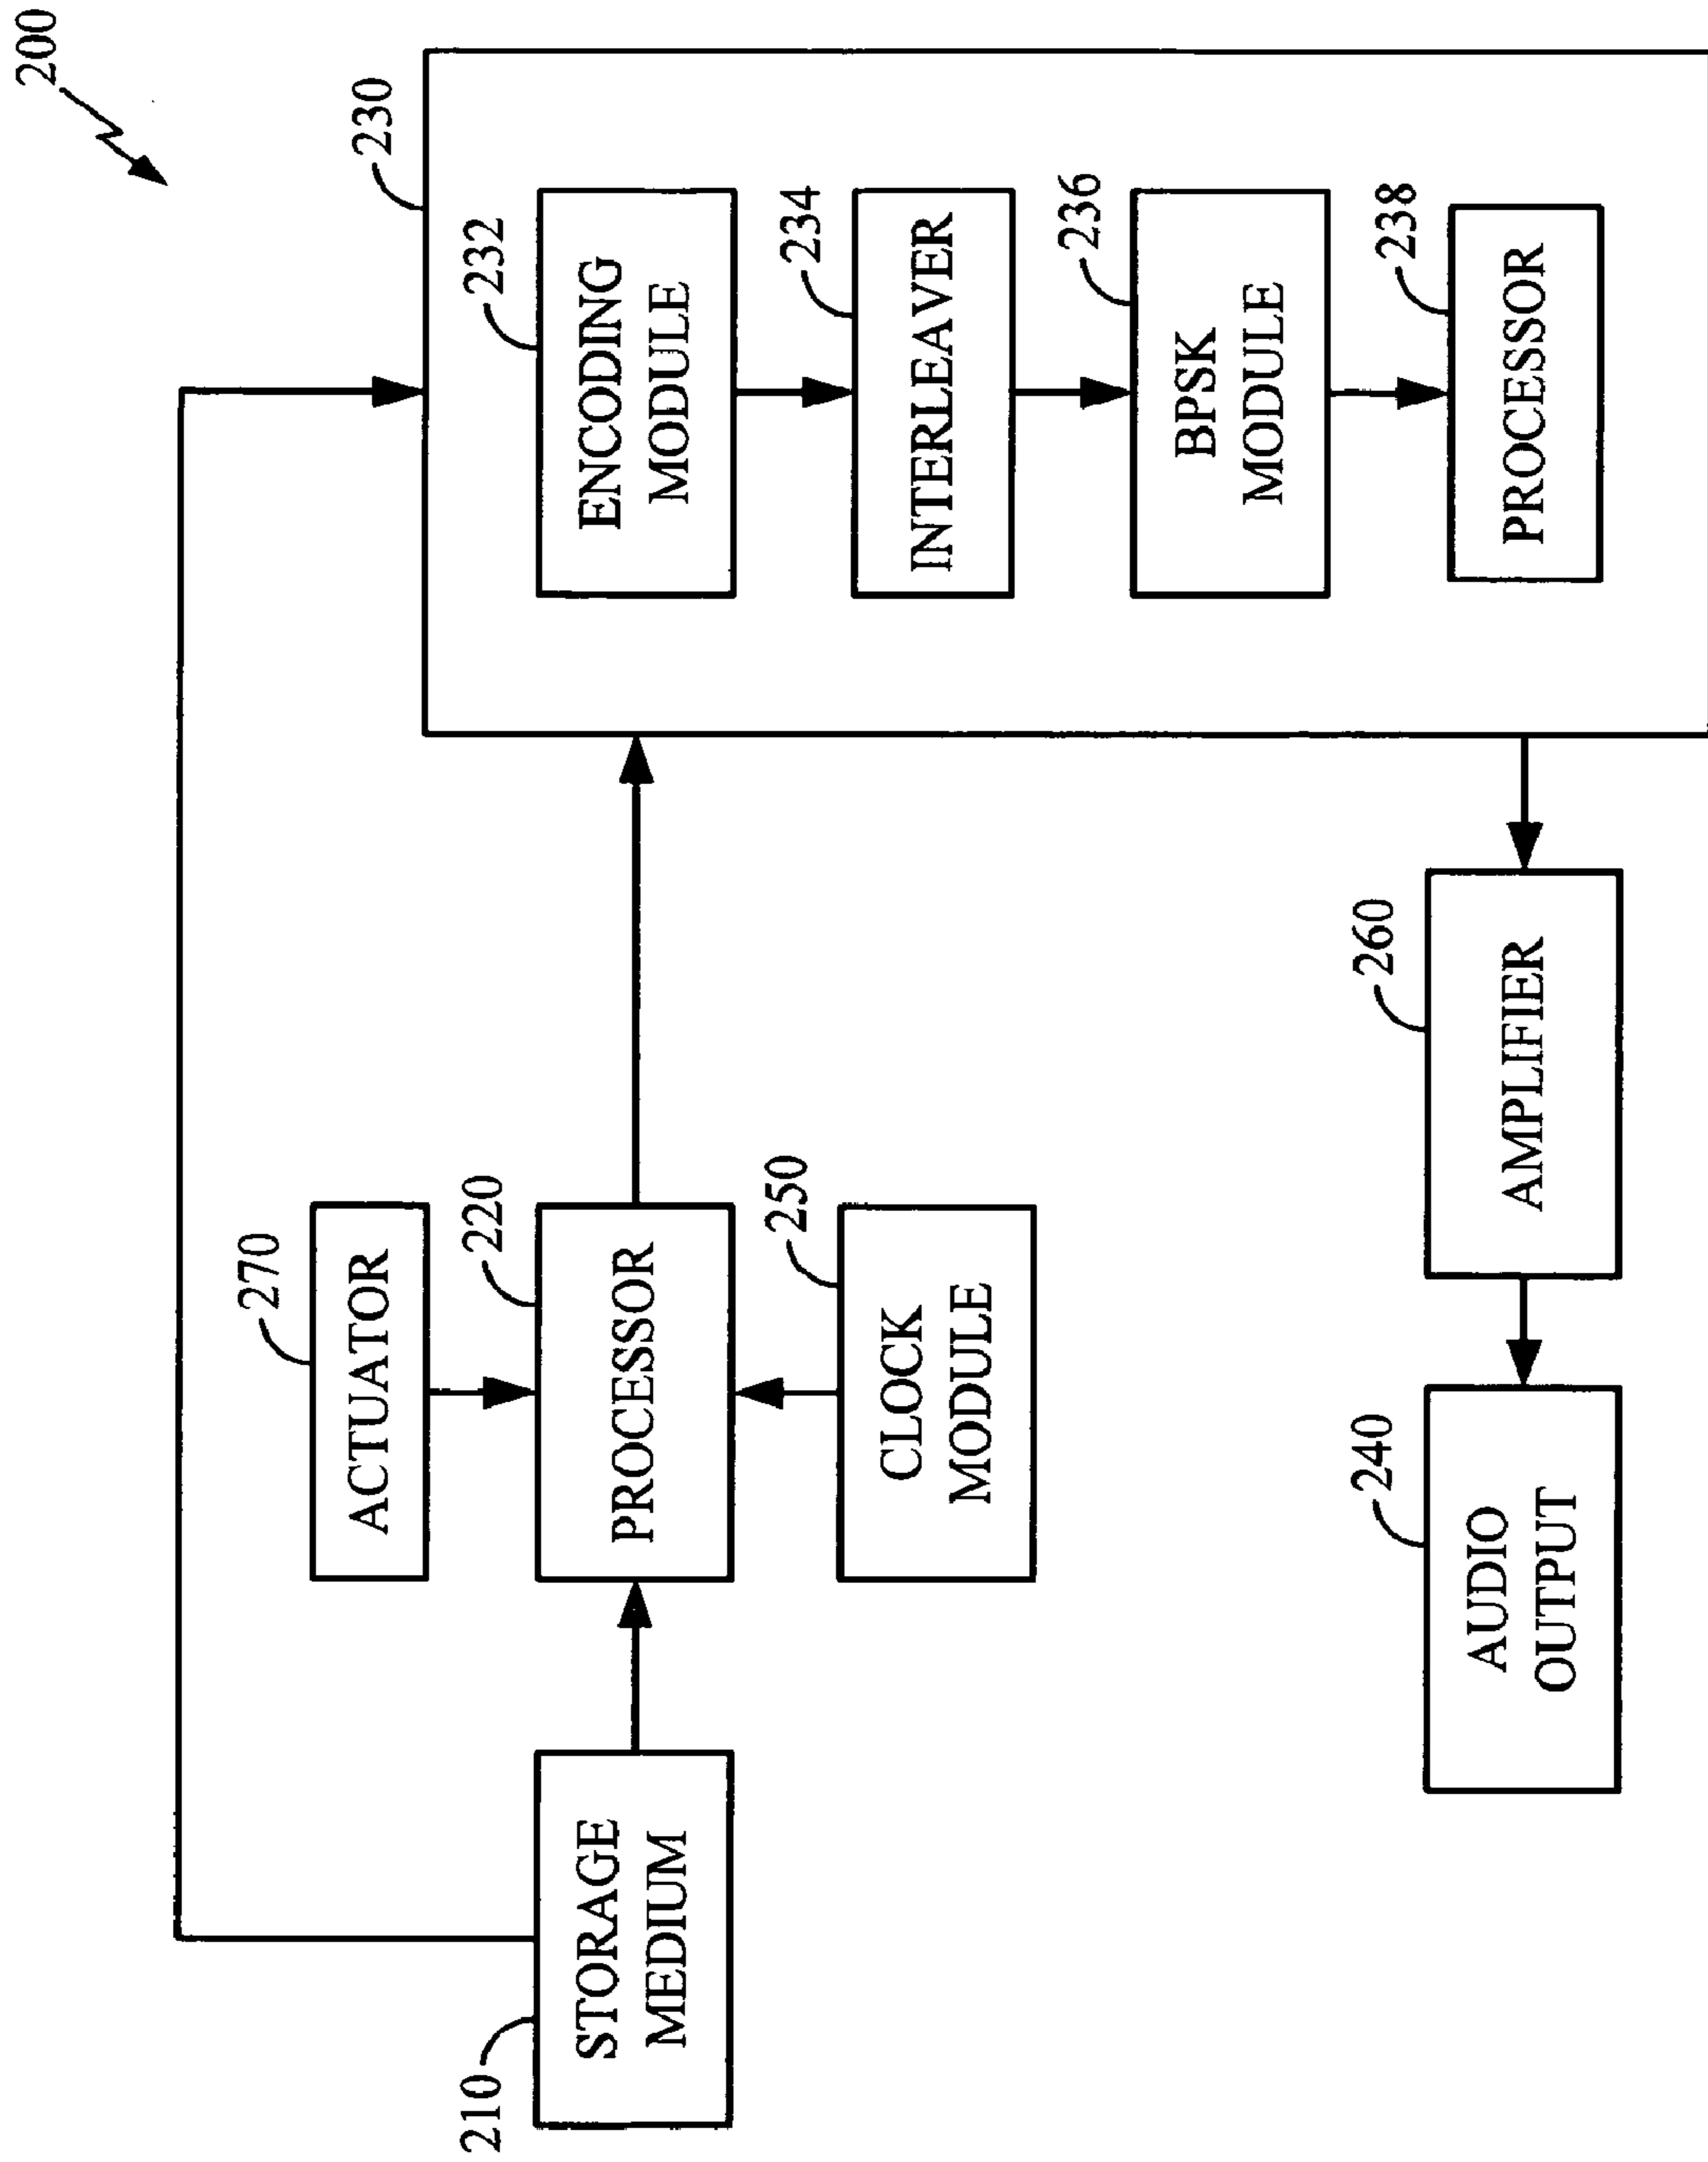 200
230
232
ENCODING
MODULE
234
INTERLEAVER
236
BPSK
MODULE
238
PROCESSOR
270
ACTUATOR
220
PROCESSOR
250
CLOCK
MODULE
210
STORAGE
MEDIUM
260
AMPLIFIER
240
AUDIO
OUTPUT